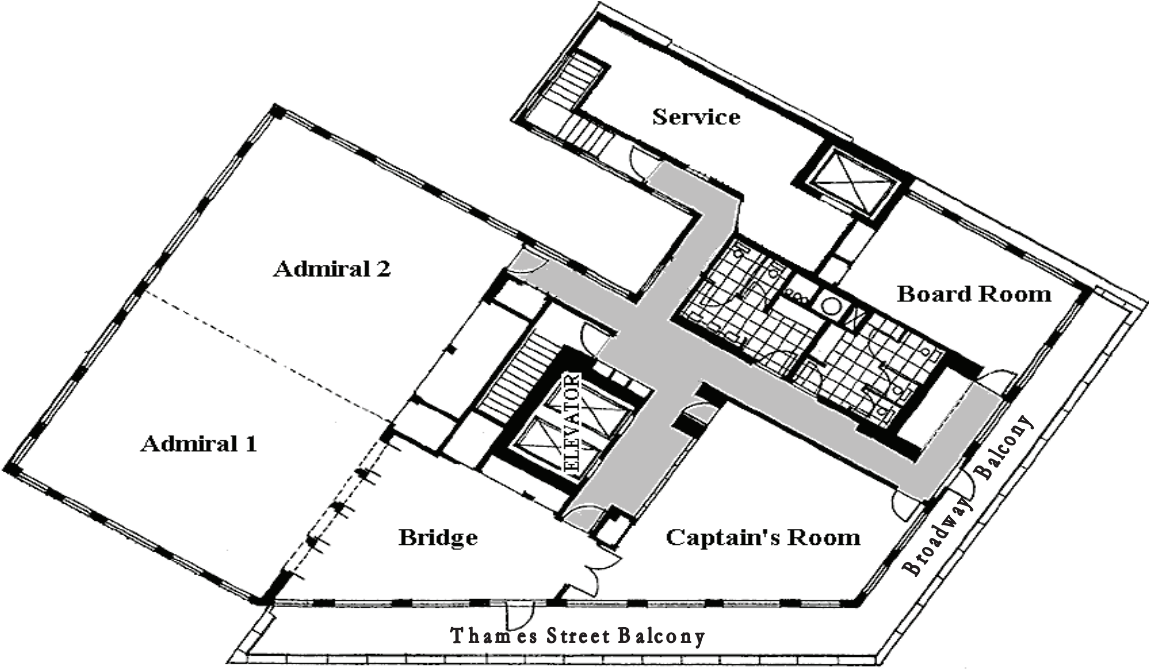 Service
Admiral 2
Board Room
ELEVATOR
Admiral 1
Bridge
Captain's Room
Broadway Balcony
Thames Street Balcony